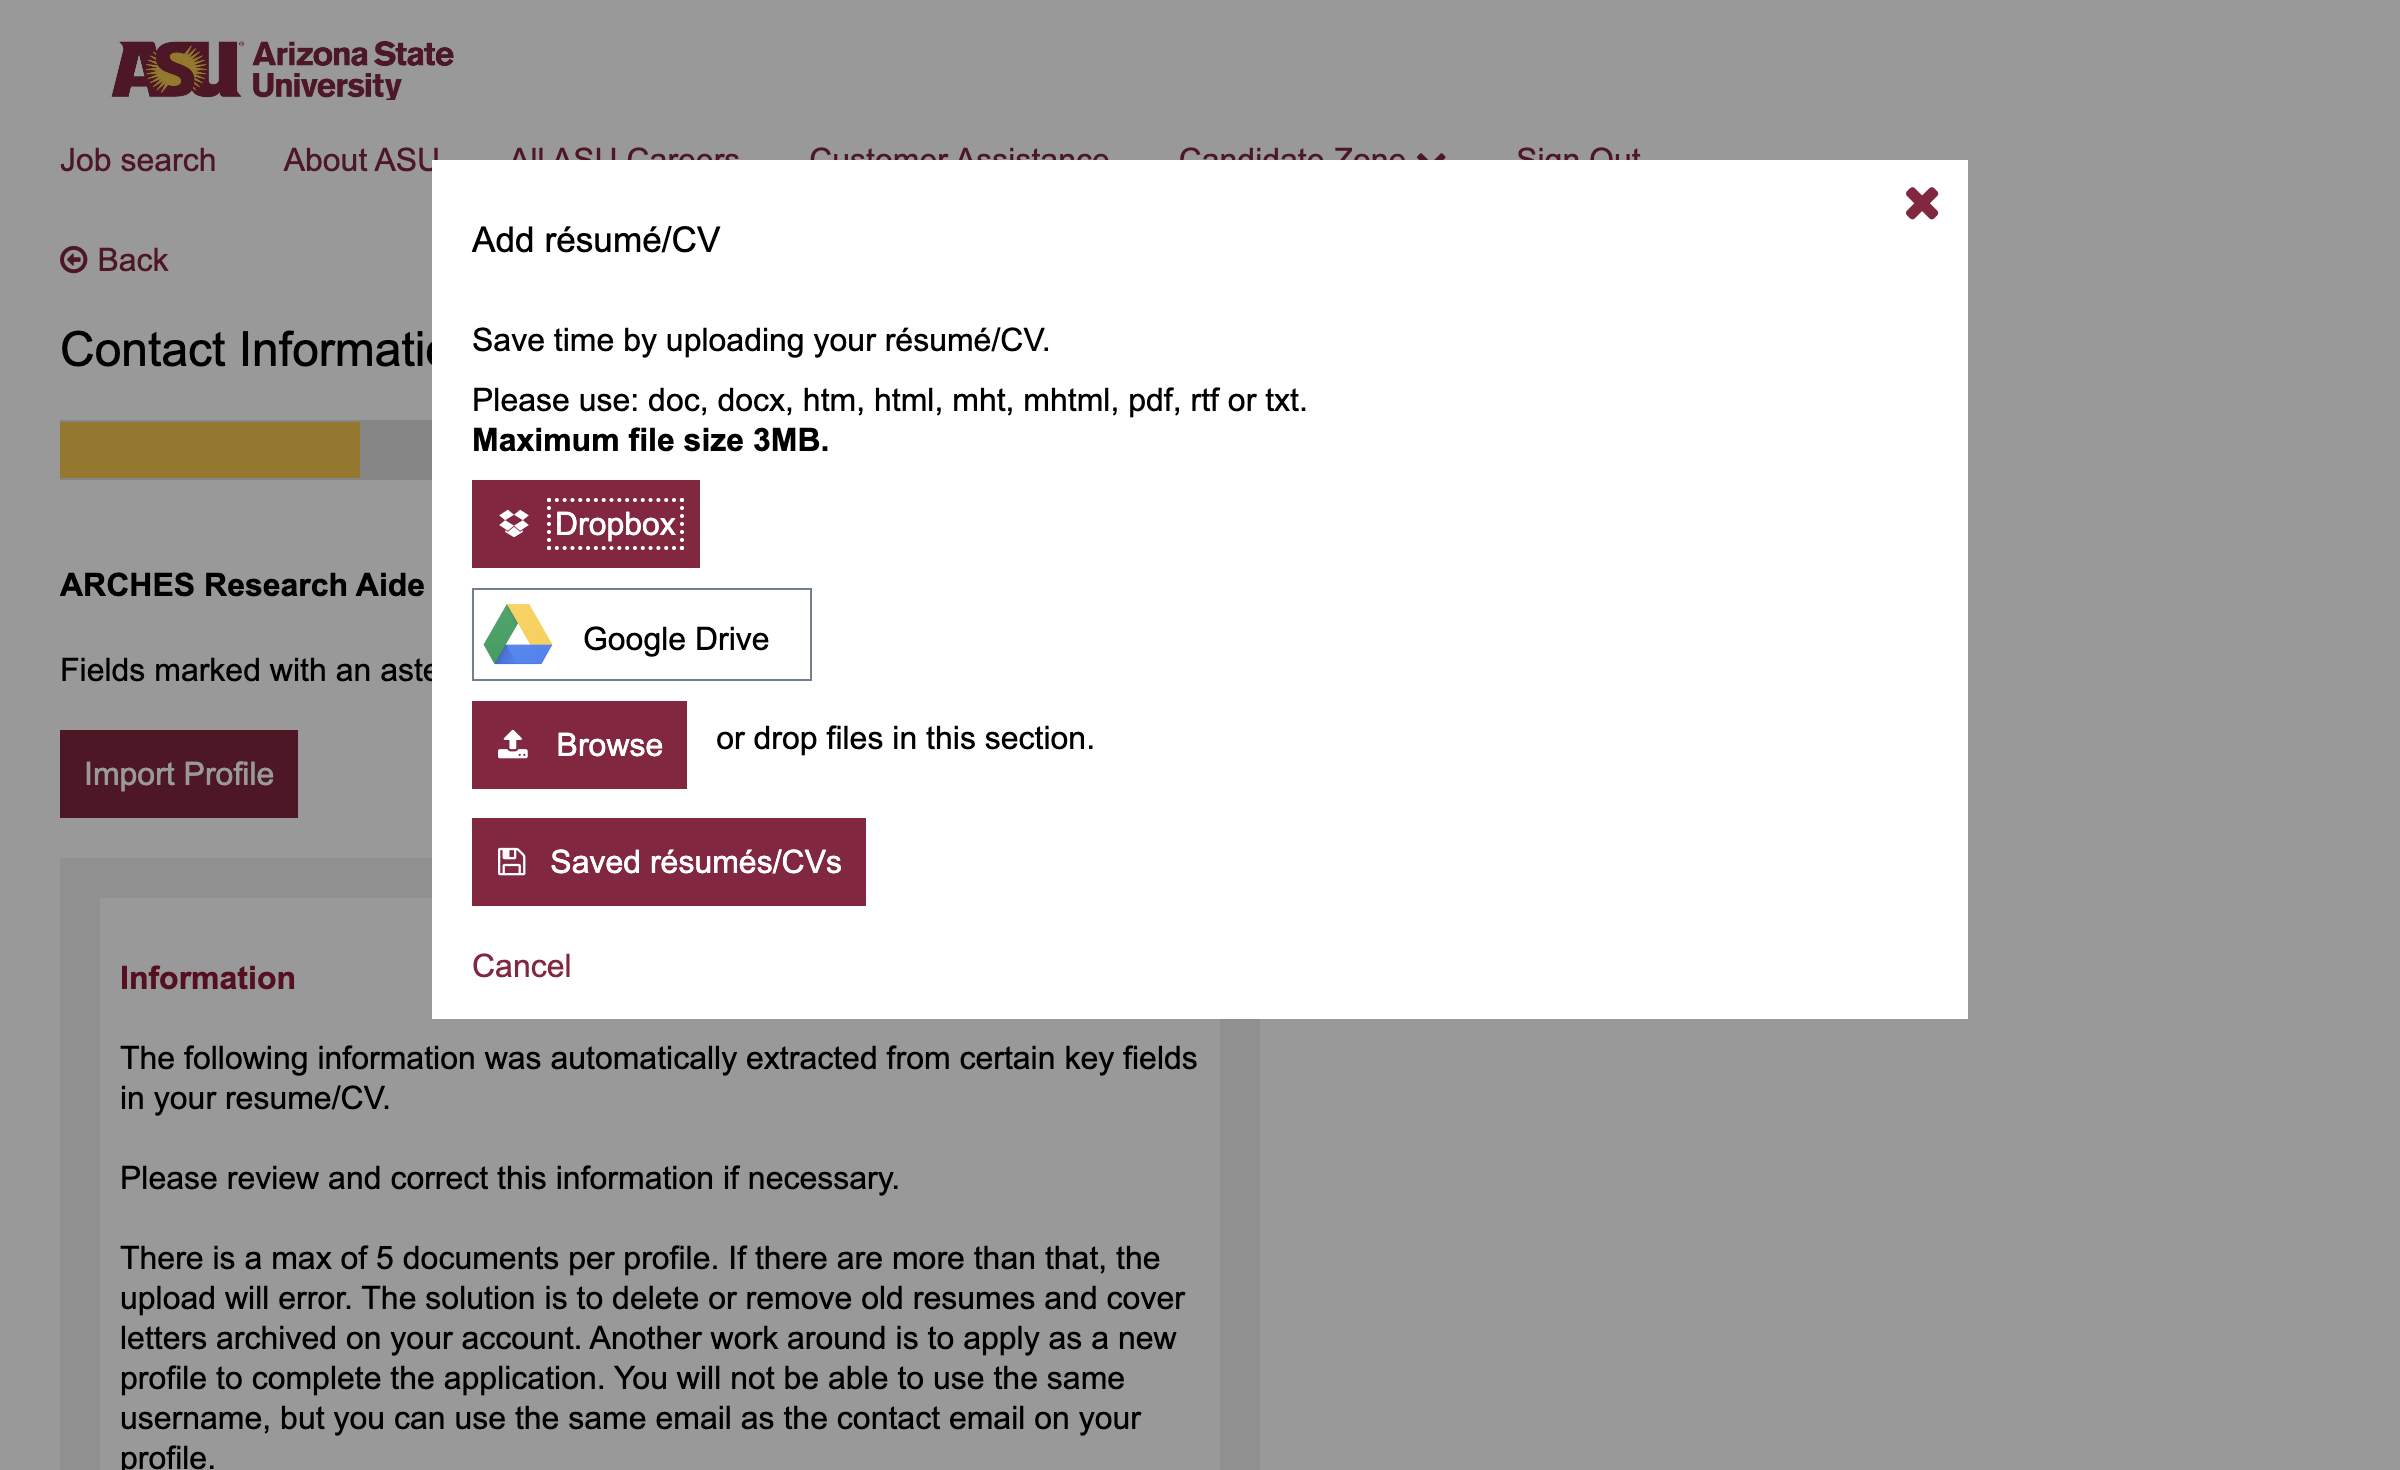 ASU Arizona State
University
Job search About ASU All ASU Careers Customer Assistance Candidate Zone Sign Out
Back
Contact Informati
ARCHES Research Aide
Fields marked with an aste
Import Profile
Add résumé/CV
Save time by uploading your résumé/CV.
Please use: doc, docx, htm, html, mht, mhtml, pdf, rtf or txt.
Maximum file size 3MB.
Dropbox
Google Drive
Browse or drop files in this section.
Saved résumés/CVs
Cancel
Information
The following information was automatically extracted from certain key fields
in your resume/CV.
Please review and correct this information if necessary.
There is a max of 5 documents per profile. If there are more than that, the
upload will error. The solution is to delete or remove old resumes and cover
letters archived on your account. Another work around is to apply as a new
profile to complete the application. You will not be able to use the same
username, but you can use the same email as the contact email on your
profile.